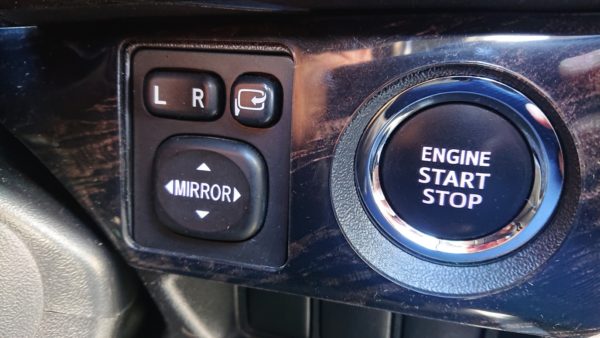 L R
MIRROR
ENGINE
START
STOP